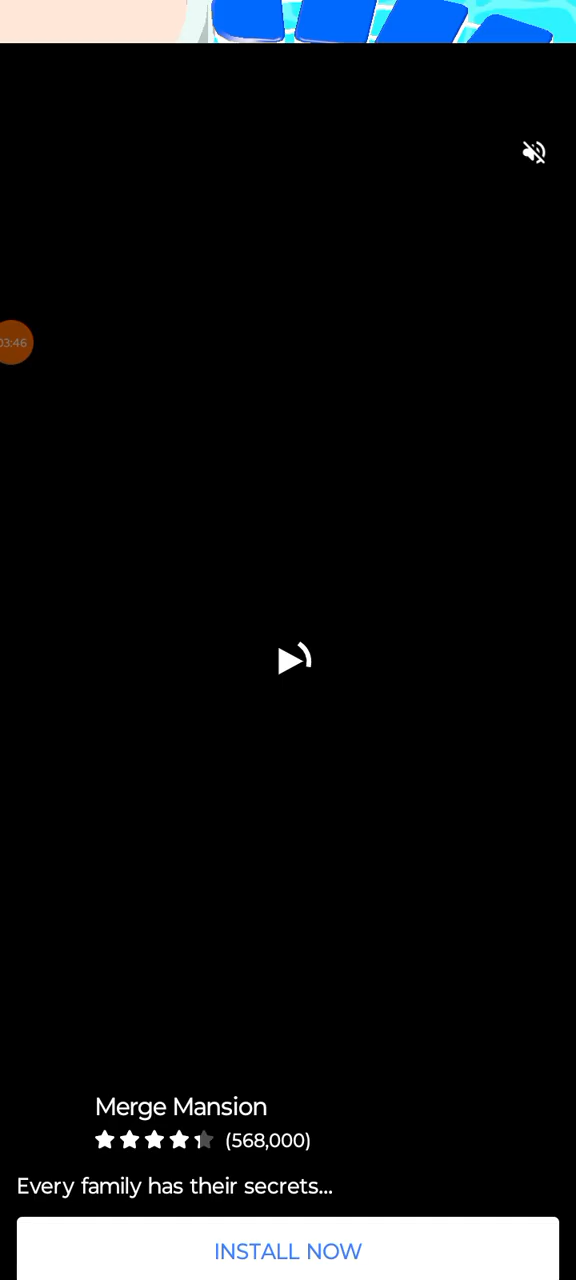 03:46
Merge Mansion
(568,000)
Every family has their secrets...
INSTALL NOW